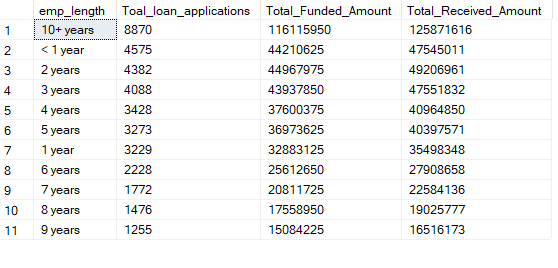 emp_length Toal_loan_applications Total_Funded_Amount Total_Received_Amount
1 10+ years 8870 116115950 125871616
2 < 1 year 4575 44210625 47545011
3 2 years 4382 44967975 49206961
4 3 years 4088 43937850 47551832
5 4 years 3428 37600375 40964850
6 5 years 3273 36973625 40397571
7 1 year 3229 32883125 35498348
8 6 years 2228 25612650 27908658
9 7 years 1772 20811725 22584136
10 8 years 1476 17558950 19025777
11 9 years 1255 15084225 16516173